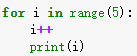 for i in range(5):
    i++
    print(i)